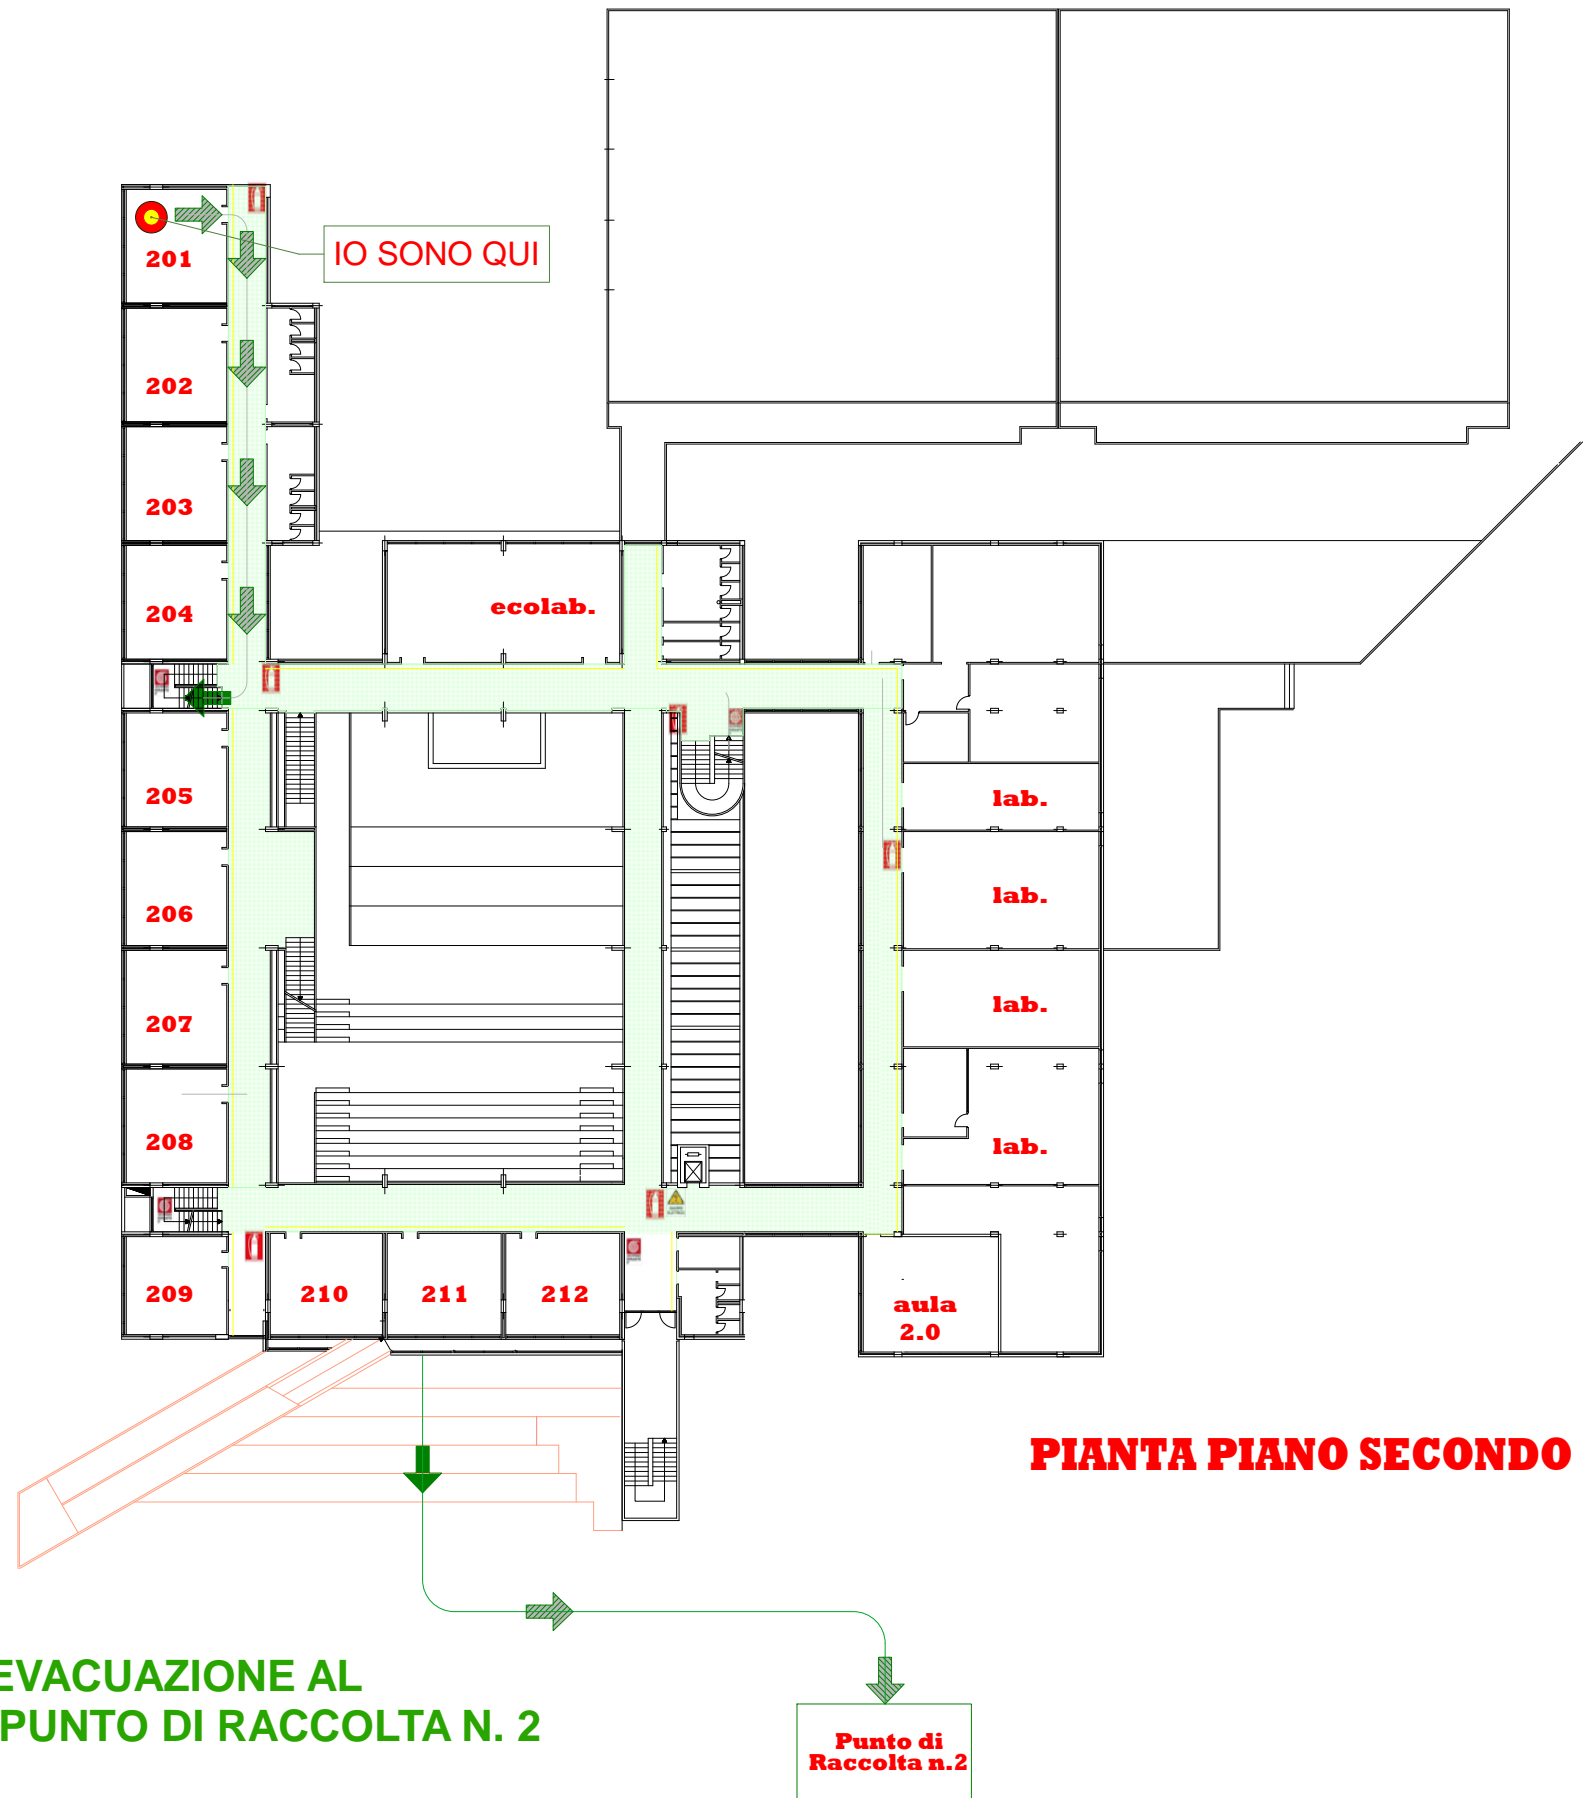 IO SONO QUI
201
202
203
204
ecolab.
205
lab.
206
lab.
207
lab.
208
lab.
209
210
211
212
aula
2.0
PIANTA PIANO SECONDO
EVACUAZIONE AL
PUNTO DI RACCOLTA N. 2
Punto di
Raccolta n.2